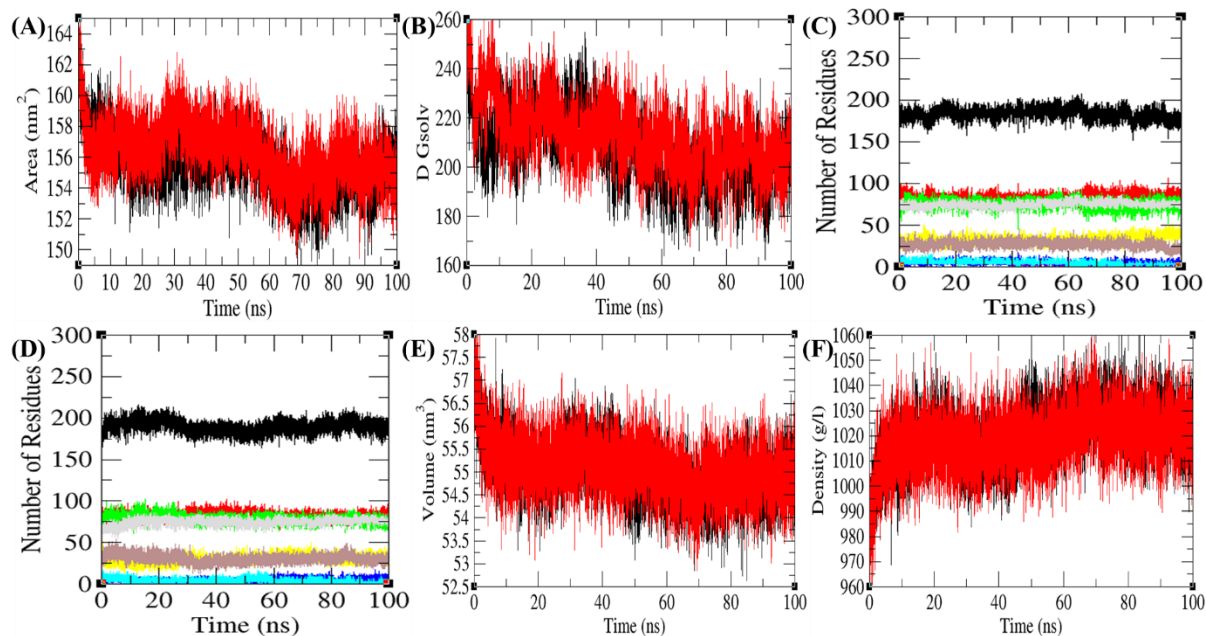 (A)
Area (nm²)
164
162
160
158
156
154
152
150
0 10 20 30 40 50 60 70 80 90 100
Time (ns)
(B)
D Gsolv
260
240
220
200
180
160
0 20 40 60 80 100
Time (ns)
(C)
Number of Residues
300
250
200
150
100
50
0
0 20 40 60 80 100
Time (ns)
(D)
Number of Residues
300
250
200
150
100
50
0
0 20 40 60 80 100
Time (ns)
(E)
Volume (nm³)
58
57
56.5
56
55.5
55
54.5
54
53.5
53
52.5
0 20 40 60 80 100
Time (ns)
(F)
Density (g/l)
1060
1050
1040
1030
1020
1010
1000
990
980
970
960
0 20 40 60 80 100
Time (ns)